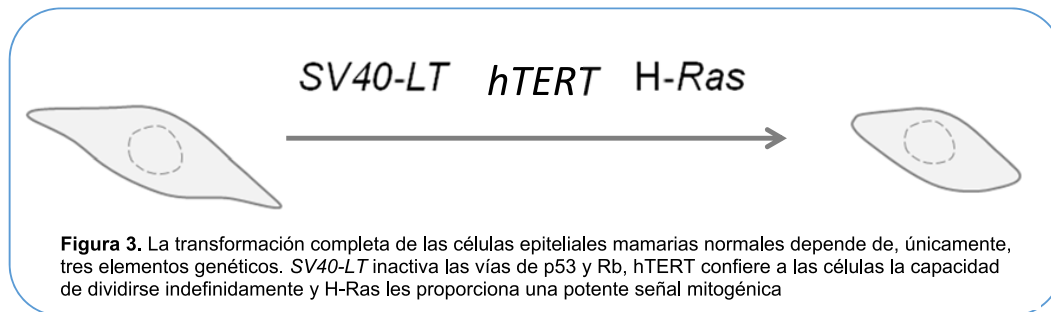 SV40-LT hTERT H-Ras
Figura 3. La transformación completa de las células epiteliales mamarias normales depende de, únicamente,
tres elementos genéticos. SV40-LT inactiva las vías de p53 y Rb, hTERT confiere a las células la capacidad
de dividirse indefinidamente y H-Ras les proporciona una potente señal mitogénica